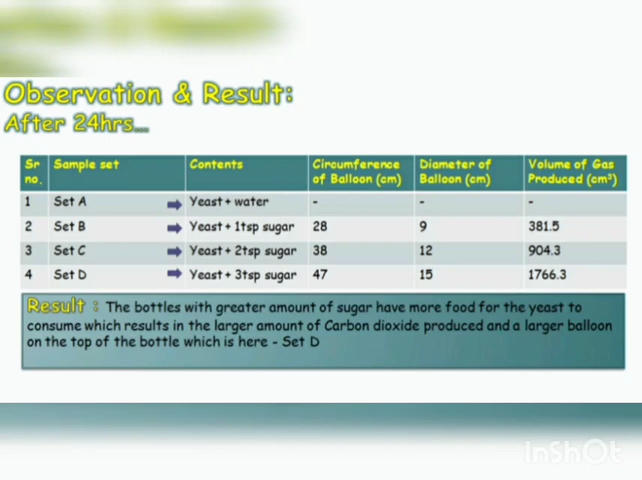 Observation & Result:
After 24hrs...
Sr no. Sample set Contents Circumference of Balloon (cm) Diameter of Balloon (cm) Volume of Gas Produced (cm³)
1 Set A Yeast + water - - -
2 Set B Yeast + 1tsp sugar 28 9 381.5
3 Set C Yeast + 2tsp sugar 38 12 904.3
4 Set D Yeast + 3tsp sugar 47 15 1766.3
Result : The bottles with greater amount of sugar have more food for the yeast to
consume which results in the larger amount of Carbon dioxide produced and a larger balloon
on the top of the bottle which is here - Set D
InShOt